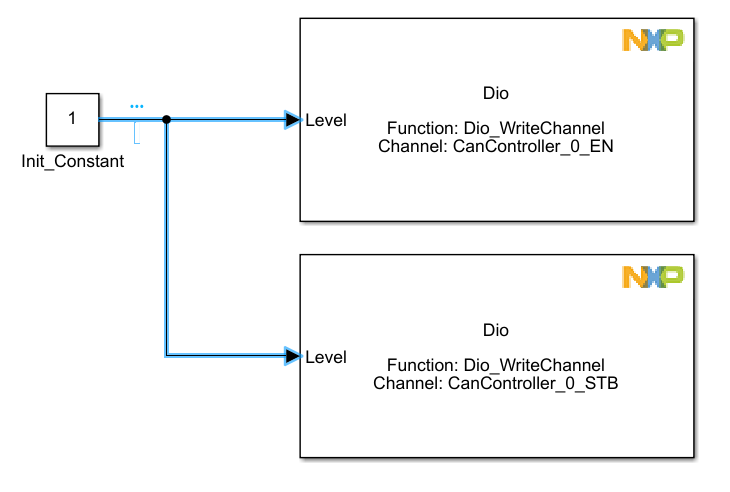 NXP
Dio
1
Level
Function: Dio_WriteChannel
Channel: CanController_0_EN
Init_Constant
NXP
Dio
Level
Function: Dio_WriteChannel
Channel: CanController_0_STB